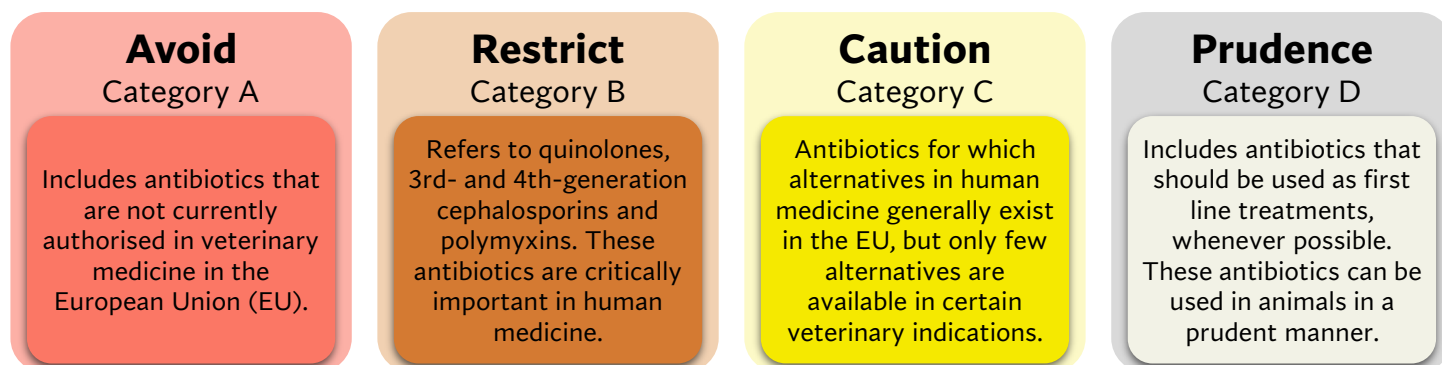 Avoid
Category A
Includes antibiotics that
are not currently
authorised in veterinary
medicine in the
European Union (EU).
Restrict
Category B
Refers to quinolones,
3rd- and 4th-generation
cephalosporins and
polymyxins. These
antibiotics are critically
important in human
medicine.
Caution
Category C
Antibiotics for which
alternatives in human
medicine generally exist
in the EU, but only few
alternatives are
available in certain
veterinary indications.
Prudence
Category D
Includes antibiotics that
should be used as first
line treatments,
whenever possible.
These antibiotics can be
used in animals in a
prudent manner.